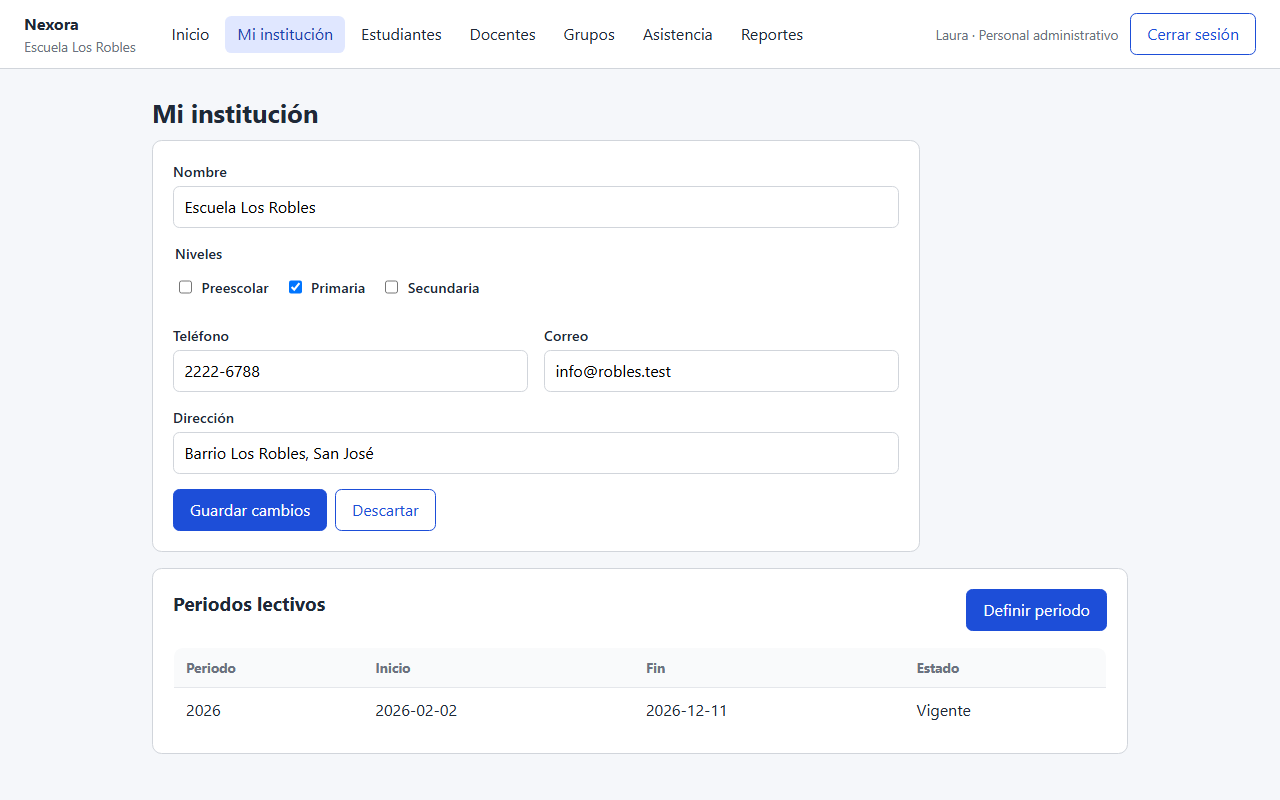 Nexora
Escuela Los Robles
Inicio
Mi institución
Estudiantes
Docentes
Grupos
Asistencia
Reportes
Laura · Personal administrativo
Cerrar sesión
Mi institución
Nombre
Escuela Los Robles
Niveles
Preescolar
Primaria
Secundaria
Teléfono
Correo
2222-6788
info@robles.test
Dirección
Barrio Los Robles, San José
Guardar cambios
Descartar
Periodos lectivos
Definir periodo
Periodo
Inicio
Fin
Estado
2026
2026-02-02
2026-12-11
Vigente